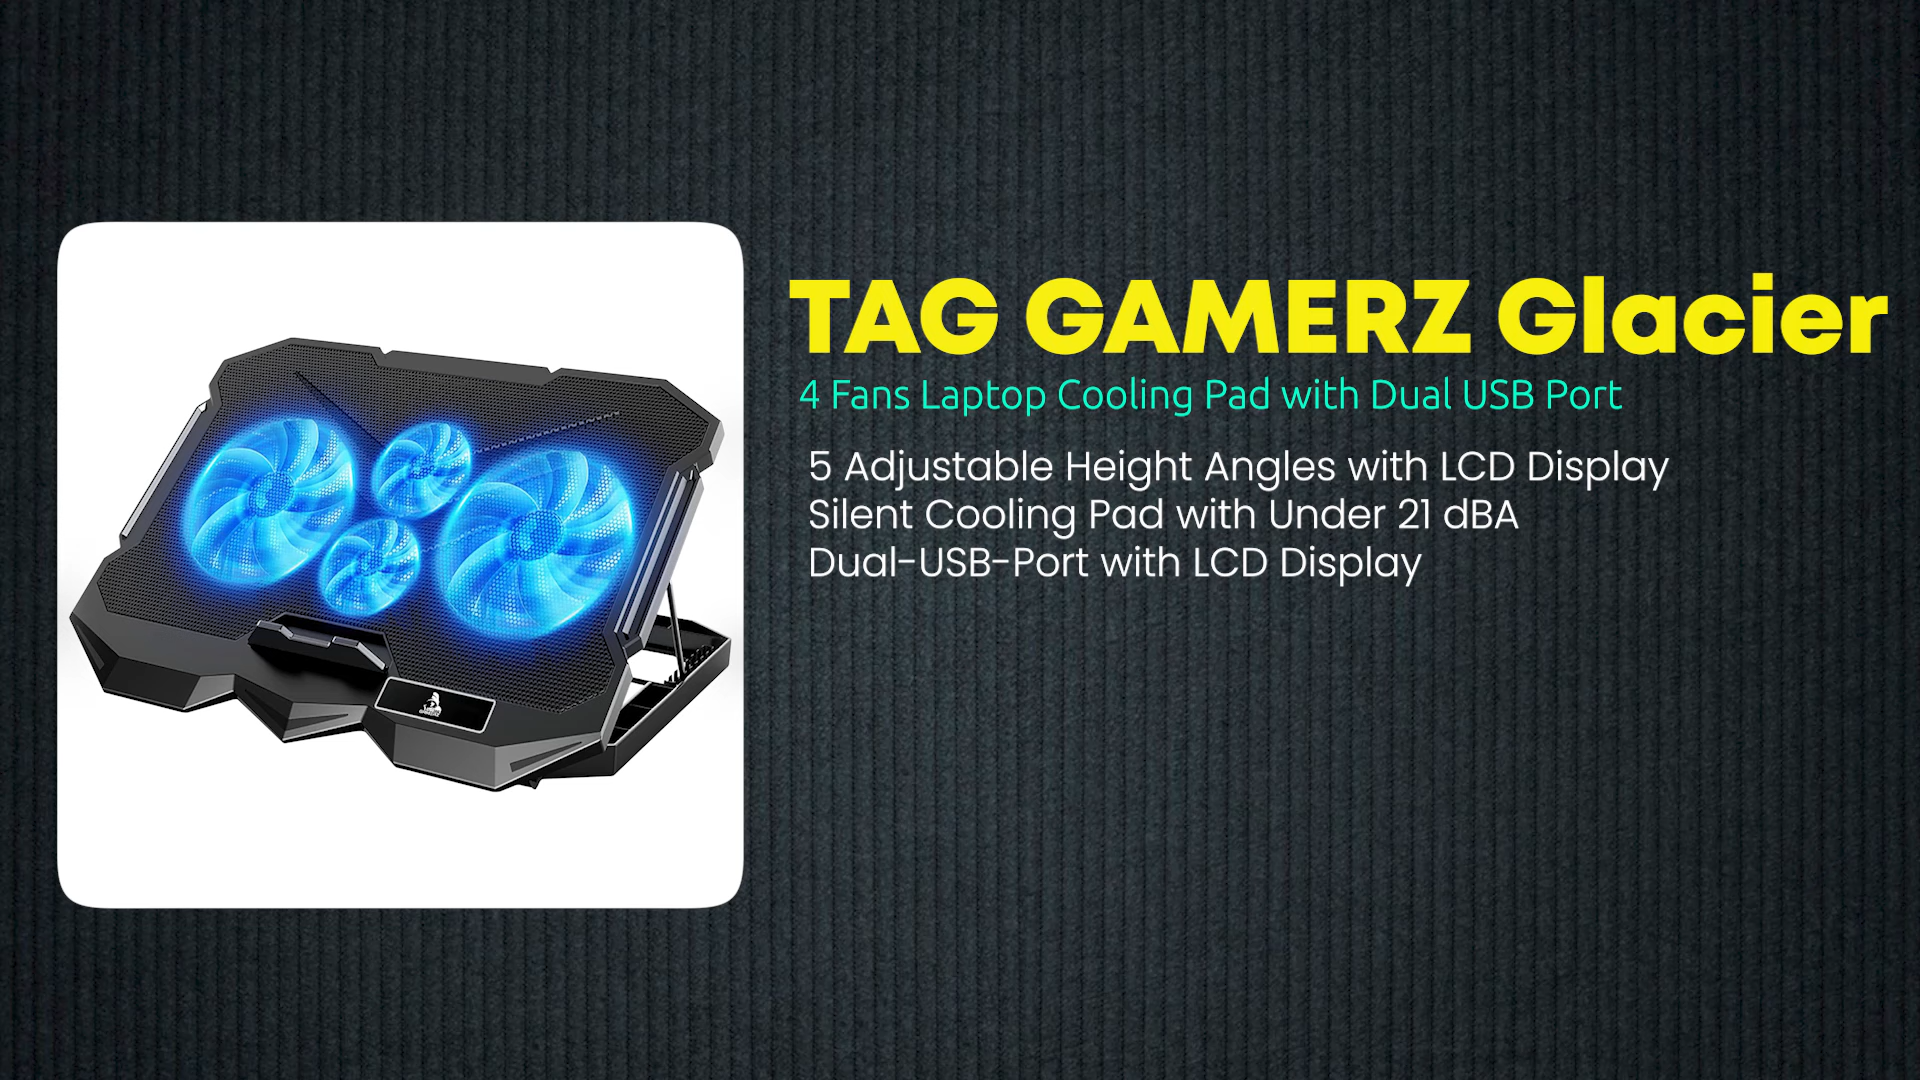 TAG GAMERZ Glacier
4 Fans Laptop Cooling Pad with Dual USB Port
5 Adjustable Height Angles with LCD Display
Silent Cooling Pad with Under 21 dBA
Dual-USB-Port with LCD Display